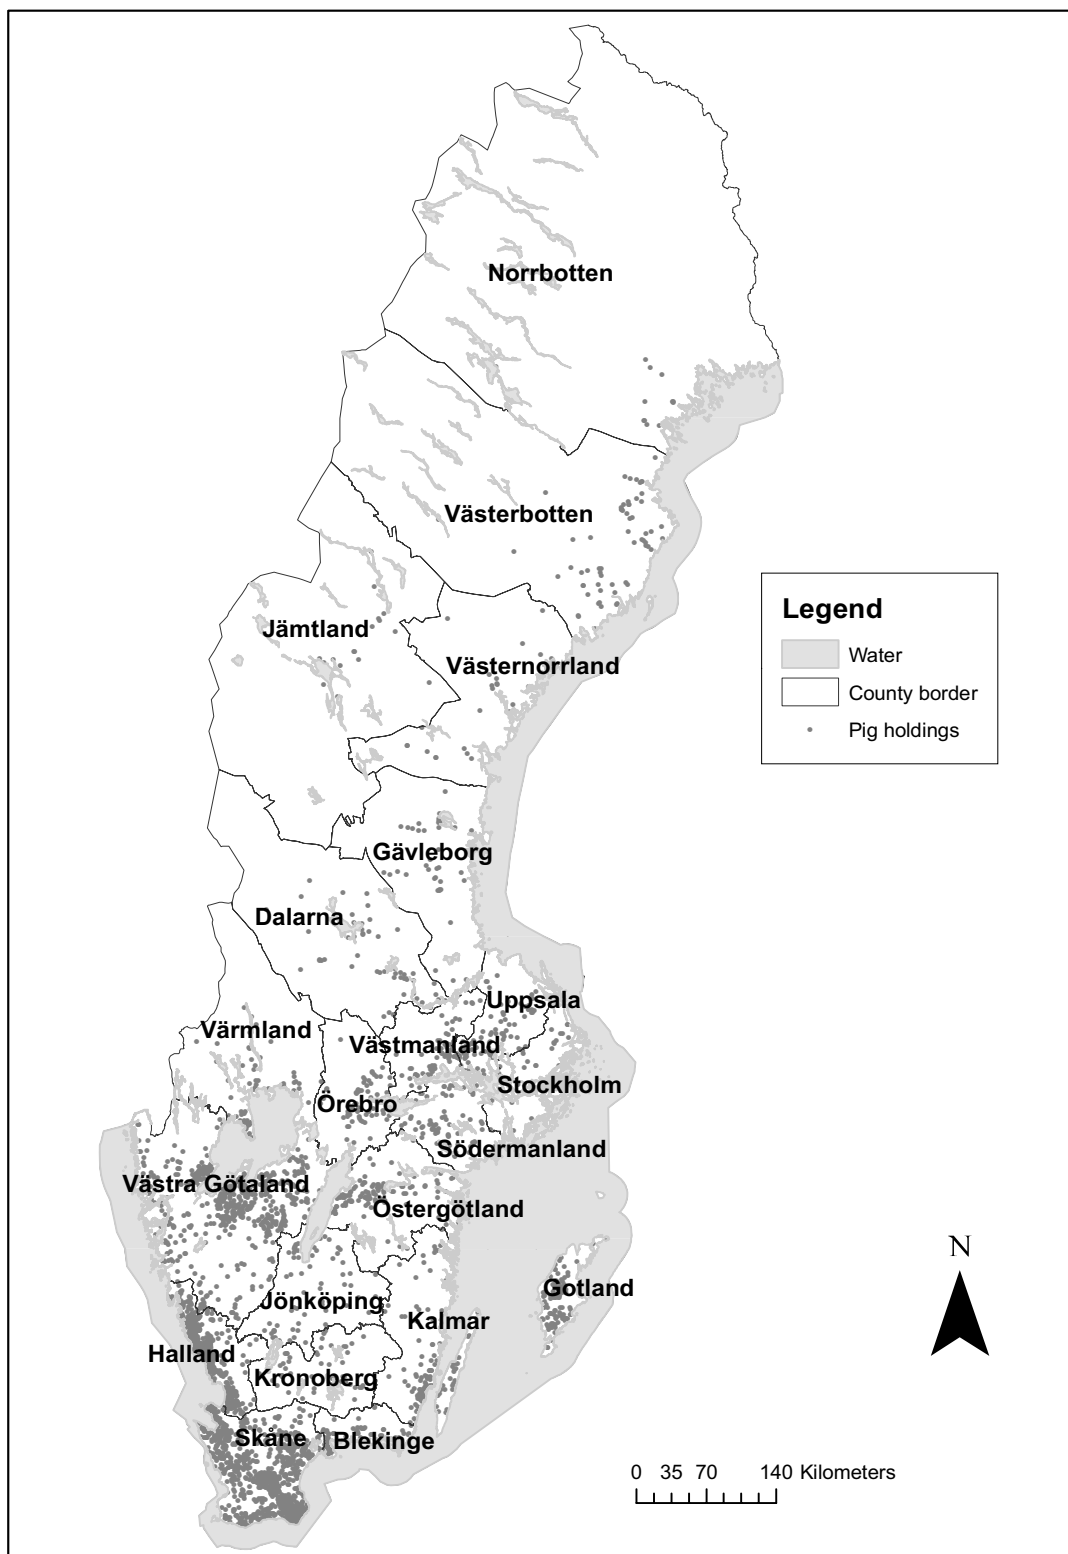 Norrbotten
Västerbotten
Legend
Water
County border
Pig holdings
Jämtland
Västernorrland
Gävleborg
Dalarna
Uppsala
Värmland
Västmanland
Stockholm
Örebro
Södermanland
Västra Götaland
Östergötland
N
Gotland
Jönköping
Kalmar
Halland
Kronoberg
Skåne
Blekinge
0 35 70 140 Kilometers